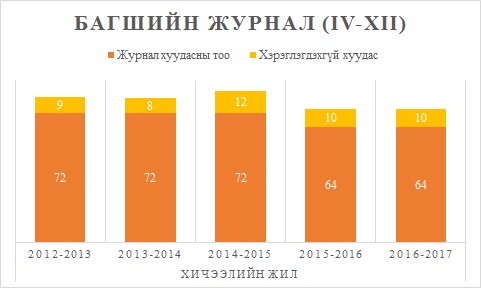 БАГШИЙН ЖУРНАЛ (IV-XII)
Журнал хуудасны тоо Хэрэглэгдэхгүй хуудас
9 8 12 10 10
72 72 72 64 64
2012-2013 2013-2014 2014-2015 2015-2016 2016-2017
ХИЧЭЭЛИЙН ЖИЛ